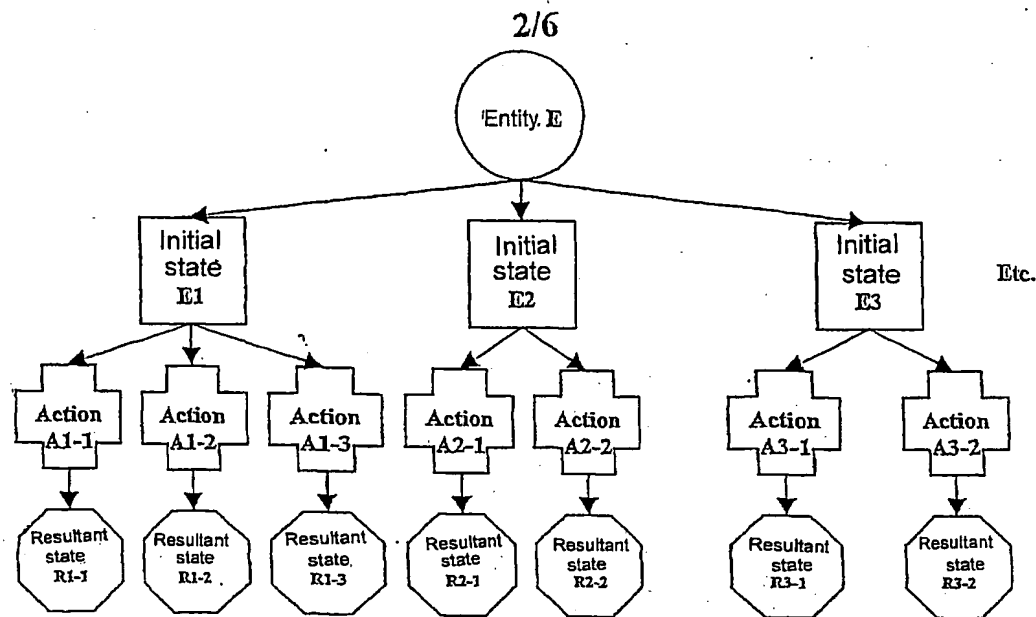 2/6
Entity. E
Initial
state
E1
Initial
state
E2
Initial
state
E3
Etc.
Action
A1-1
Action
A1-2
Action
A1-3
Action
A2-1
Action
A2-2
Action
A3-1
Action
A3-2
Resultant
state
R1-1
Resultant
state
R1-2
Resultant
state.
R1-3
Resultant
state
R2-1
Resultant
state
R2-2
Resultant
state
R3-1
Resultant
state
R3-2